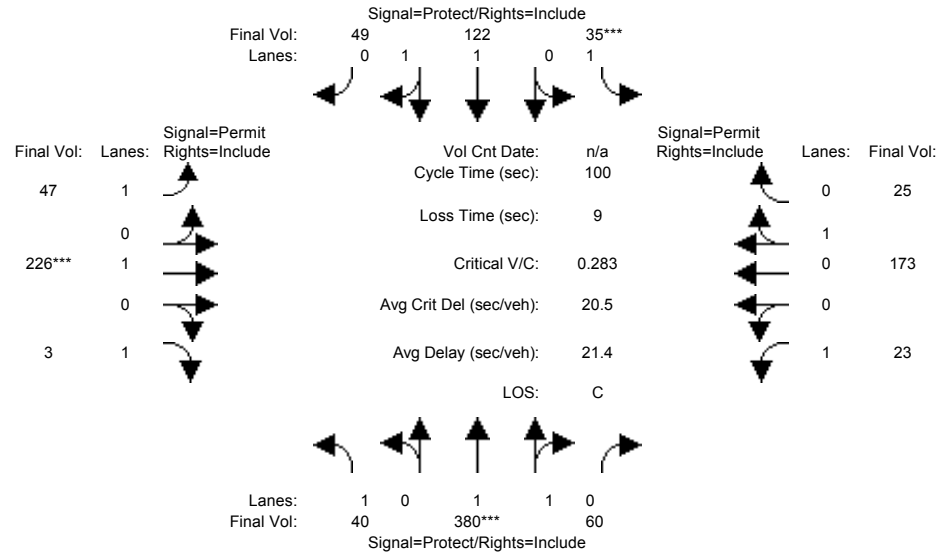 Signal=Protect/Rights=Include
Final Vol: 49 122 35***
Lanes: 0 1 1 0 1
Signal=Permit Signal=Permit
Final Vol: Lanes: Rights=Include Vol Cnt Date: n/a Rights=Include Lanes: Final Vol:
Cycle Time (sec): 100
47 1 0 25
Loss Time (sec): 9
0 1
226*** 1 Critical V/C: 0.283 0 173
0 Avg Crit Del (sec/veh): 20.5 0
3 1 Avg Delay (sec/veh): 21.4 1 23
LOS: C
Lanes: 1 0 1 1 0
Final Vol: 40 380*** 60
Signal=Protect/Rights=Include